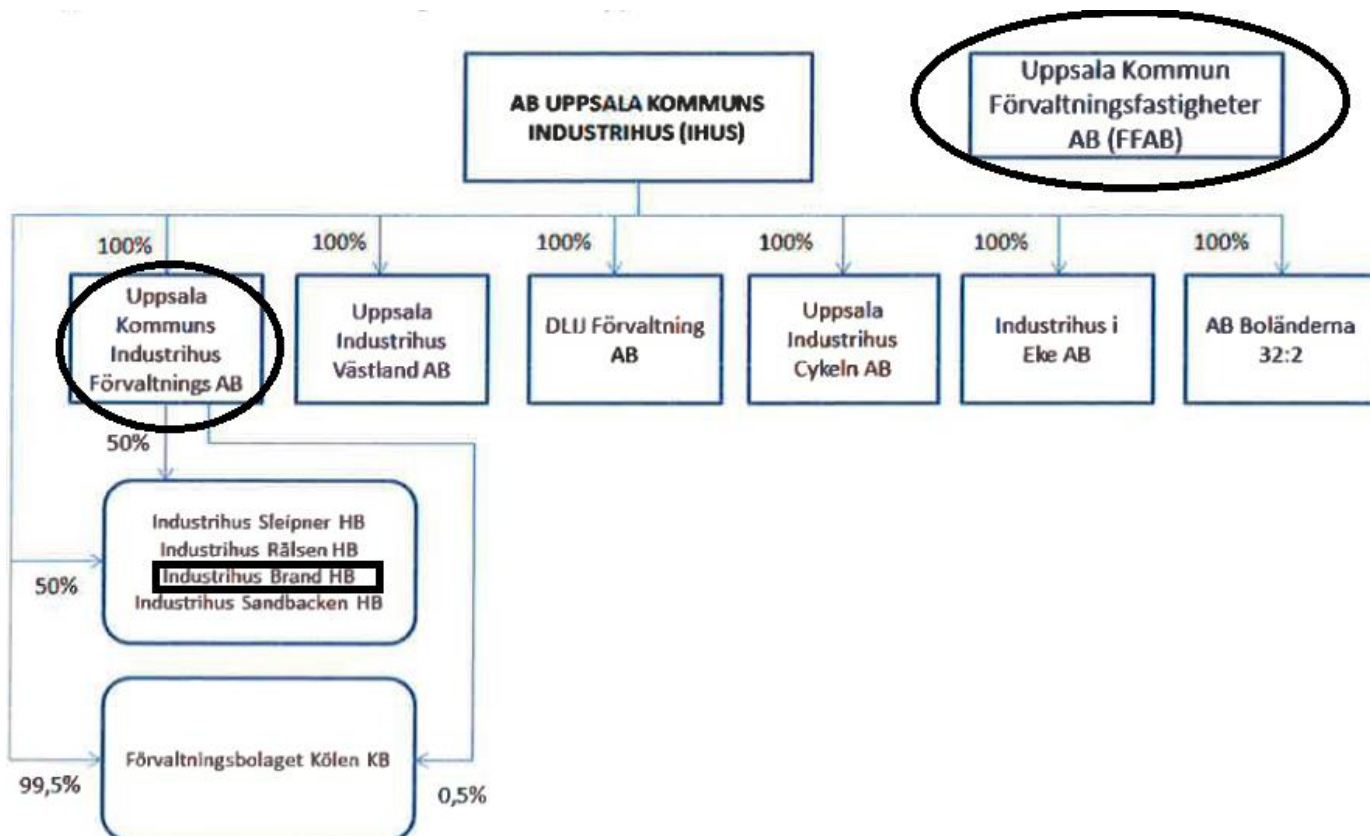 AB UPPSALA KOMMUNS
INDUSTRIHUS (IHUS)
Uppsala Kommun
Förvaltningsfastigheter
AB (FFAB)
100%
100%
100%
100%
100%
100%
Uppsala
Kommuns
Industrihus
Förvaltnings AB
Uppsala
Industrihus
Västland AB
DLIJ Förvaltning
AB
Uppsala
Industrihus
Cykeln AB
Industrihus i
Eke AB
AB Boländerna
32:2
50%
Industrihus Sleipner HB
Industrihus Rålsen HB
Industrihus Brand HB
Industrihus Sandbacken HB
50%
Förvaltningsbolaget Kölen KB
99,5%
0,5%